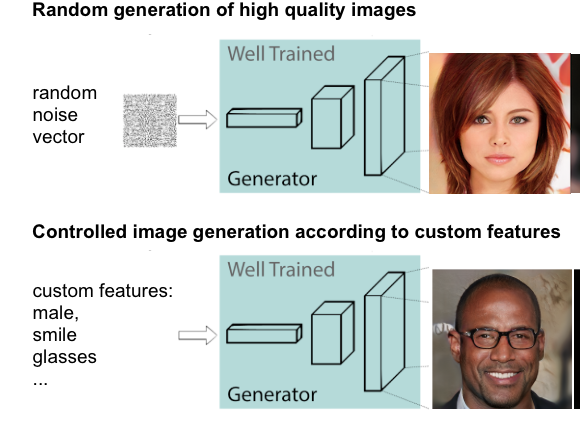 Random generation of high quality images
Well Trained
random
noise
vector
Generator
Controlled image generation according to custom features
Well Trained
custom features:
male,
smile
glasses
...
Generator